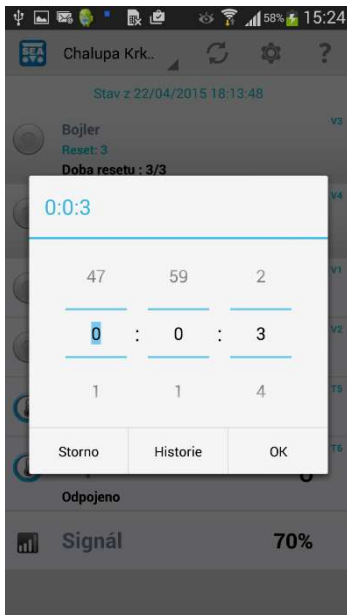 58% 15:24
SEA
Chalupa Krk.. ?
Stav z 22/04/2015 18:13:48
Bojler V3
Reset: 3
Doba resetu : 3/3
V4
0:0:3
47 59 2
V1
0 : 0 : 3
V2
1 1 4
T5
Storno Historie OK
T6
Odpojeno
Signál 70%